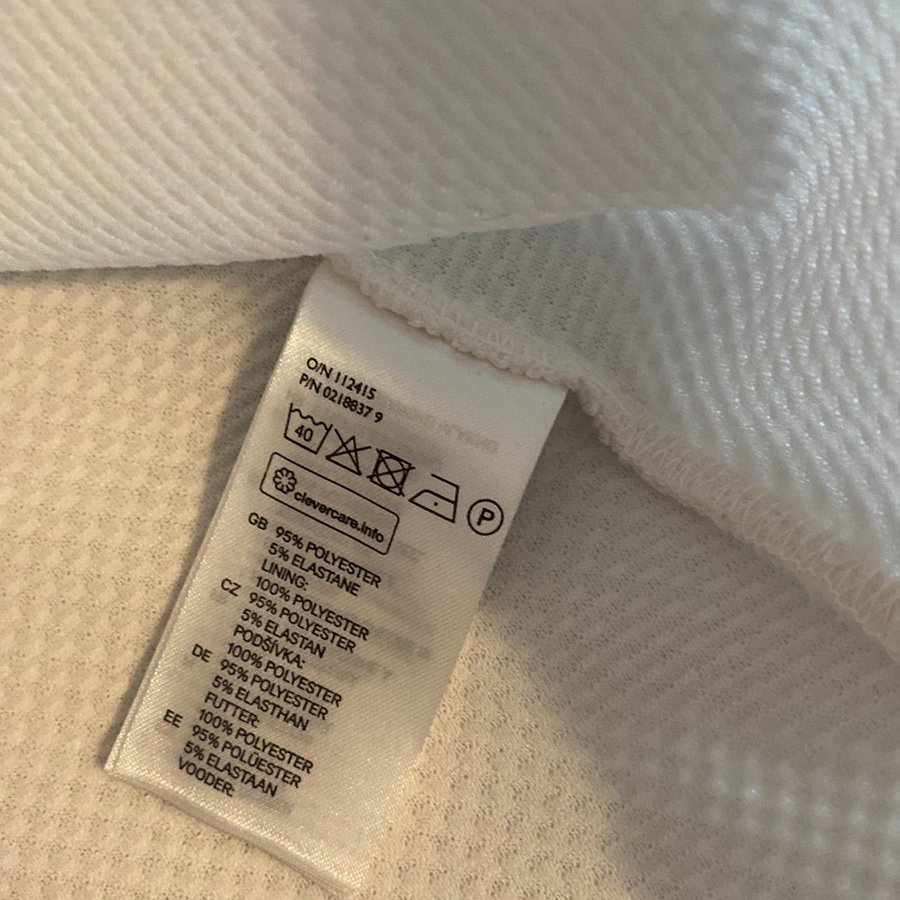 O/N 112415
P/N 0218837 9
40
P
clevercare.info
GB 95% POLYESTER
5% ELASTANE
LINING:
100% POLYESTER
CZ 95% POLYESTER
5% ELASTAN
PODŠÍVKA:
100% POLYESTER
DE 95% POLYESTER
5% ELASTHAN
FUTTER:
100% POLYESTER
EE 95% POLÜESTER
5% ELASTAAN
VOODER: